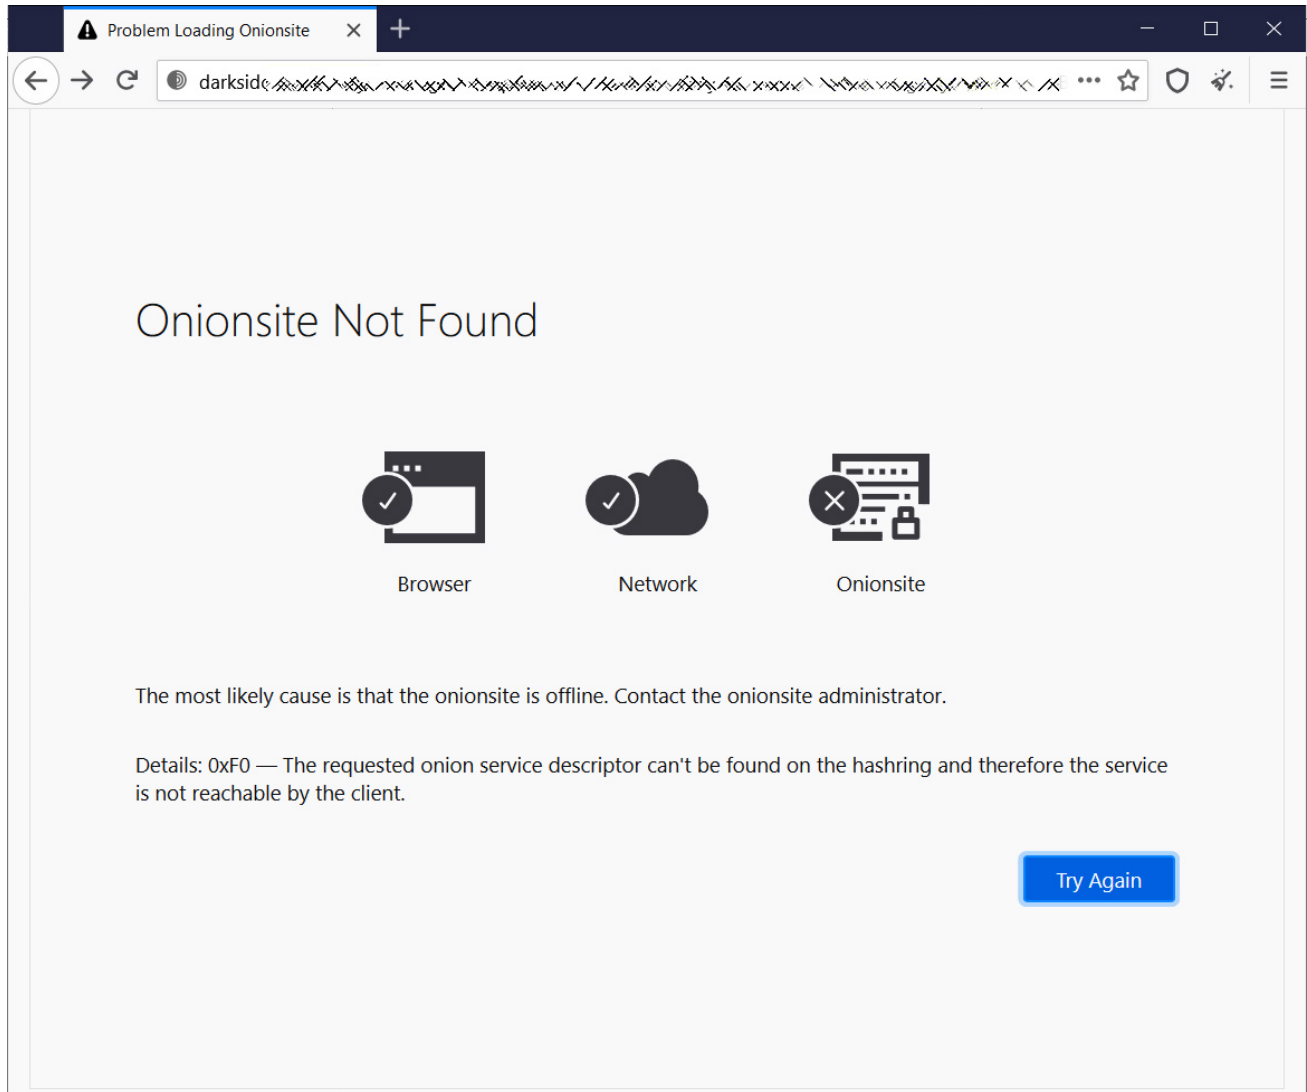 Problem Loading Onionsite
darkside
Onionsite Not Found
Browser
Network
Onionsite
The most likely cause is that the onionsite is offline. Contact the onionsite administrator.
Details: 0xF0 — The requested onion service descriptor can't be found on the hashring and therefore the service
is not reachable by the client.
Try Again